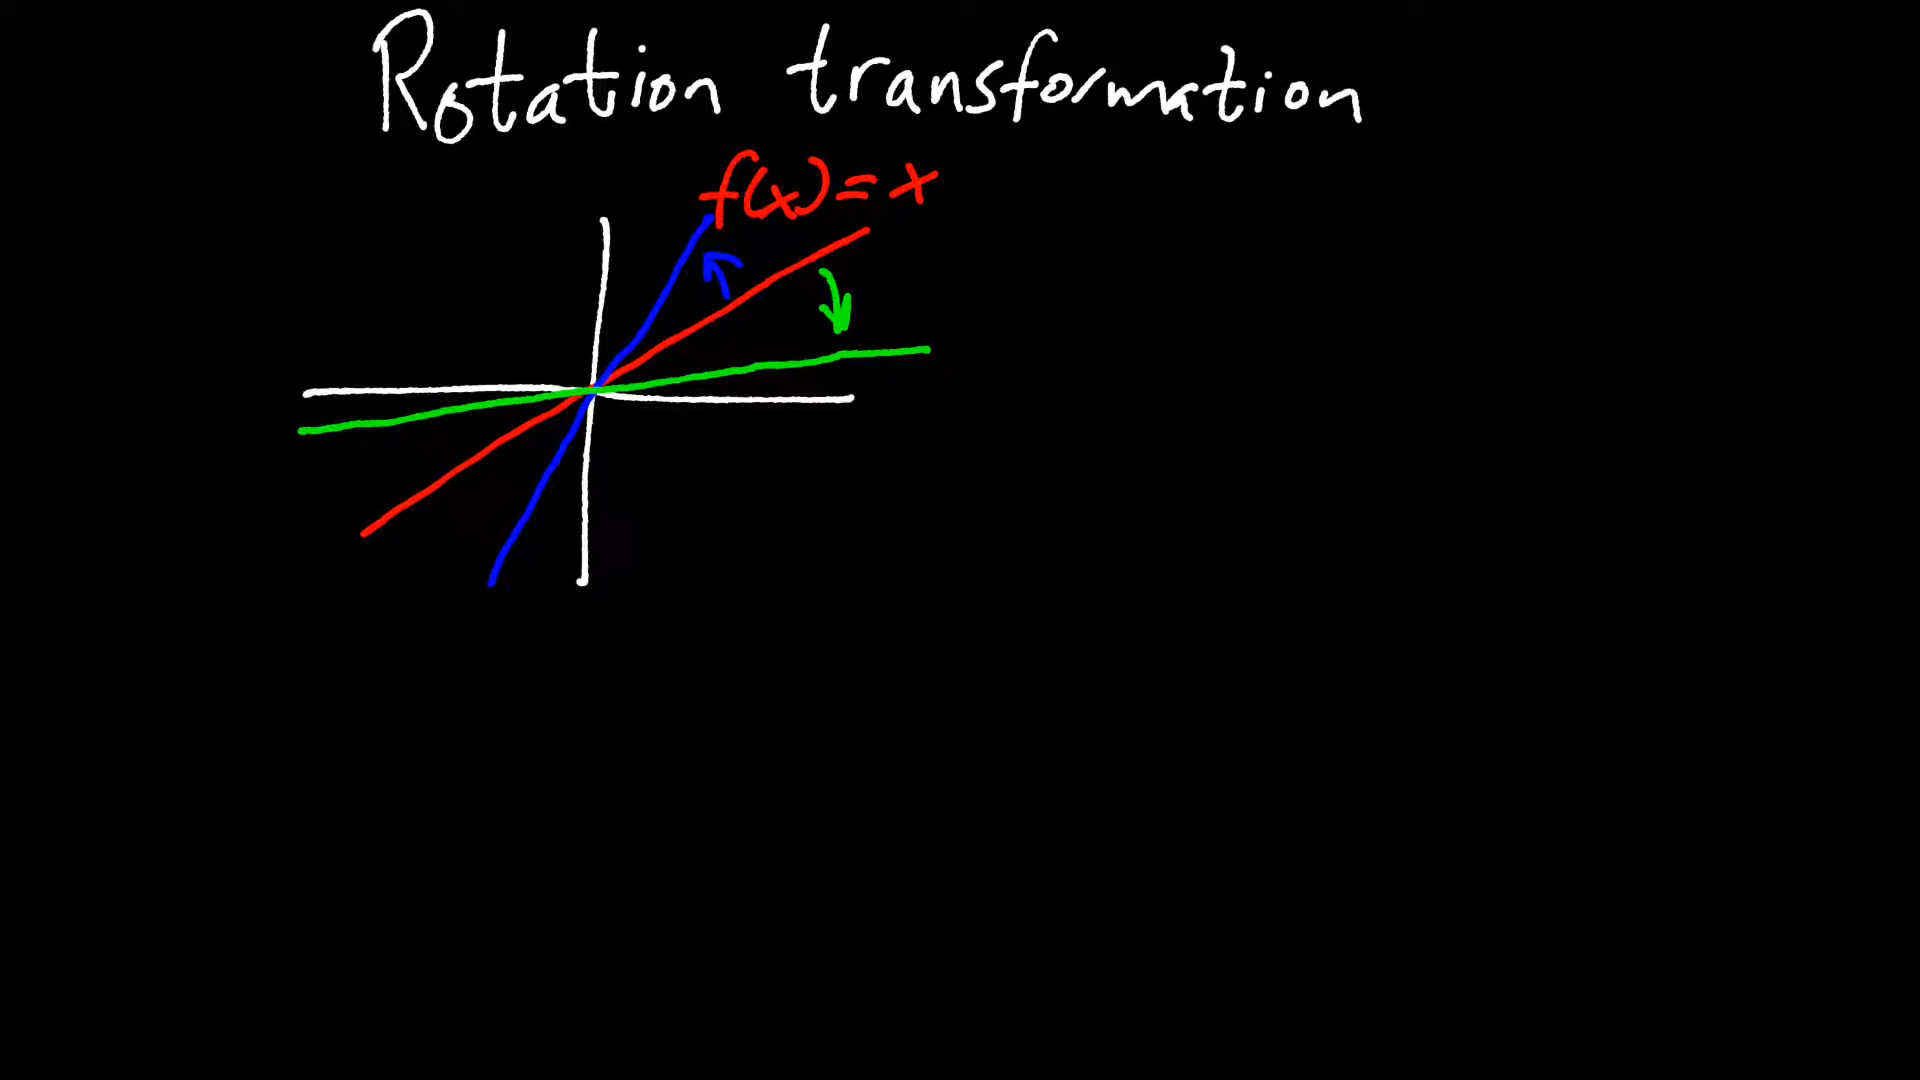 Rotation transformation
f(x) = x